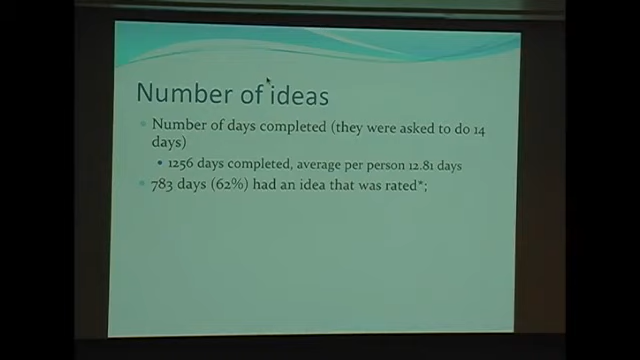 Number of ideas
Number of days completed (they were asked to do 14
days)
1256 days completed, average per person 12.81 days
783 days (62%) had an idea that was rated*;